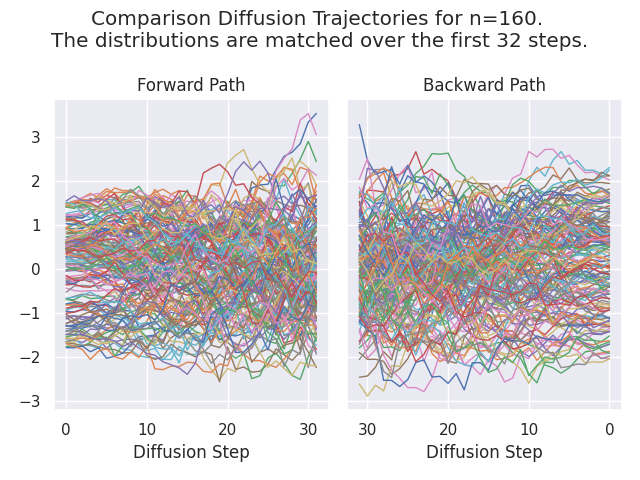 Comparison Diffusion Trajectories for n=160.
The distributions are matched over the first 32 steps.
Forward Path
Backward Path
3
2
1
0
−1
−2
−3
0
10
20
30
30
20
10
0
Diffusion Step
Diffusion Step